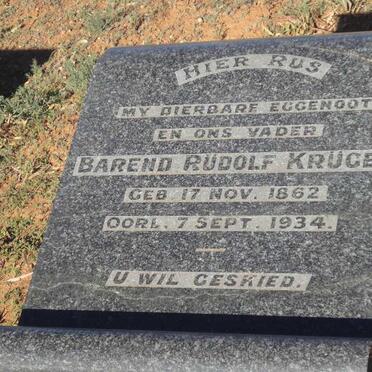 HIER RUS
MY DIERBARE EGGENOOT
EN ONS VADER
BAREND RUDOLF KRUGE
GEB. 17 NOV. 1862
OORL. 7 SEPT. 1934.
U WIL GESKIED.